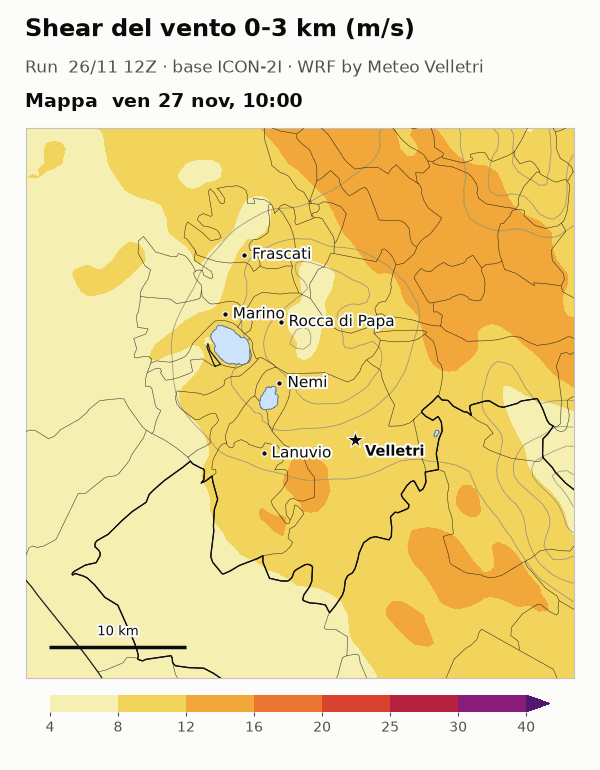 Shear del vento 0-3 km (m/s)
Run  26/11 12Z · base ICON-2I · WRF by Meteo Velletri
Mappa  ven 27 nov, 10:00
Frascati
Marino
Rocca di Papa
Nemi
Velletri
Lanuvio
10 km
4 8 12 16 20 25 30 40